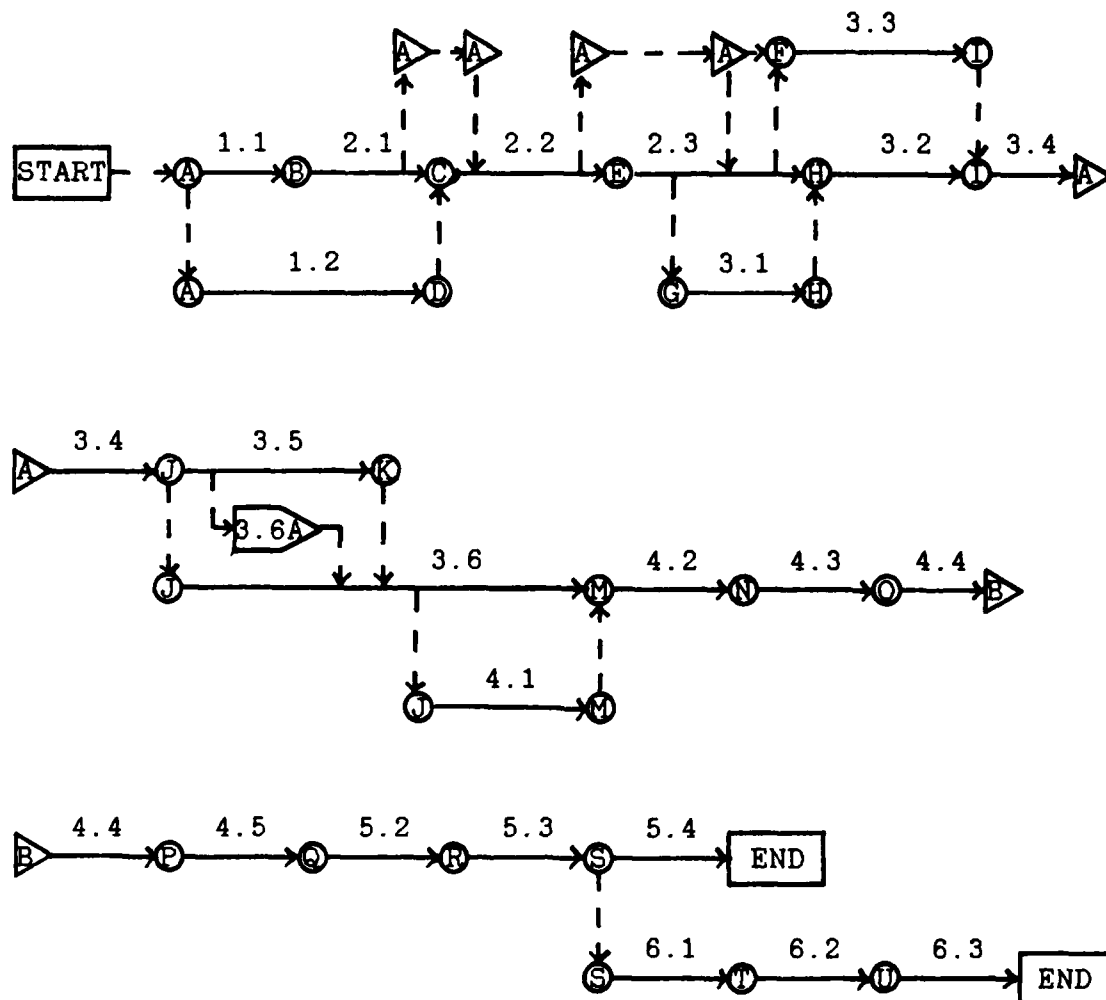 3.3
A A A A F I
1.1 2.1 2.2 2.3 3.2 3.4
START A B C E H I A
1.2 3.1
A D G H
3.4 3.5
A J K
3.6A
3.6 4.2 4.3 4.4
J M N O B
4.1
J M
4.4 4.5 5.2 5.3 5.4
B P Q R S END
6.1 6.2 6.3
S T U END